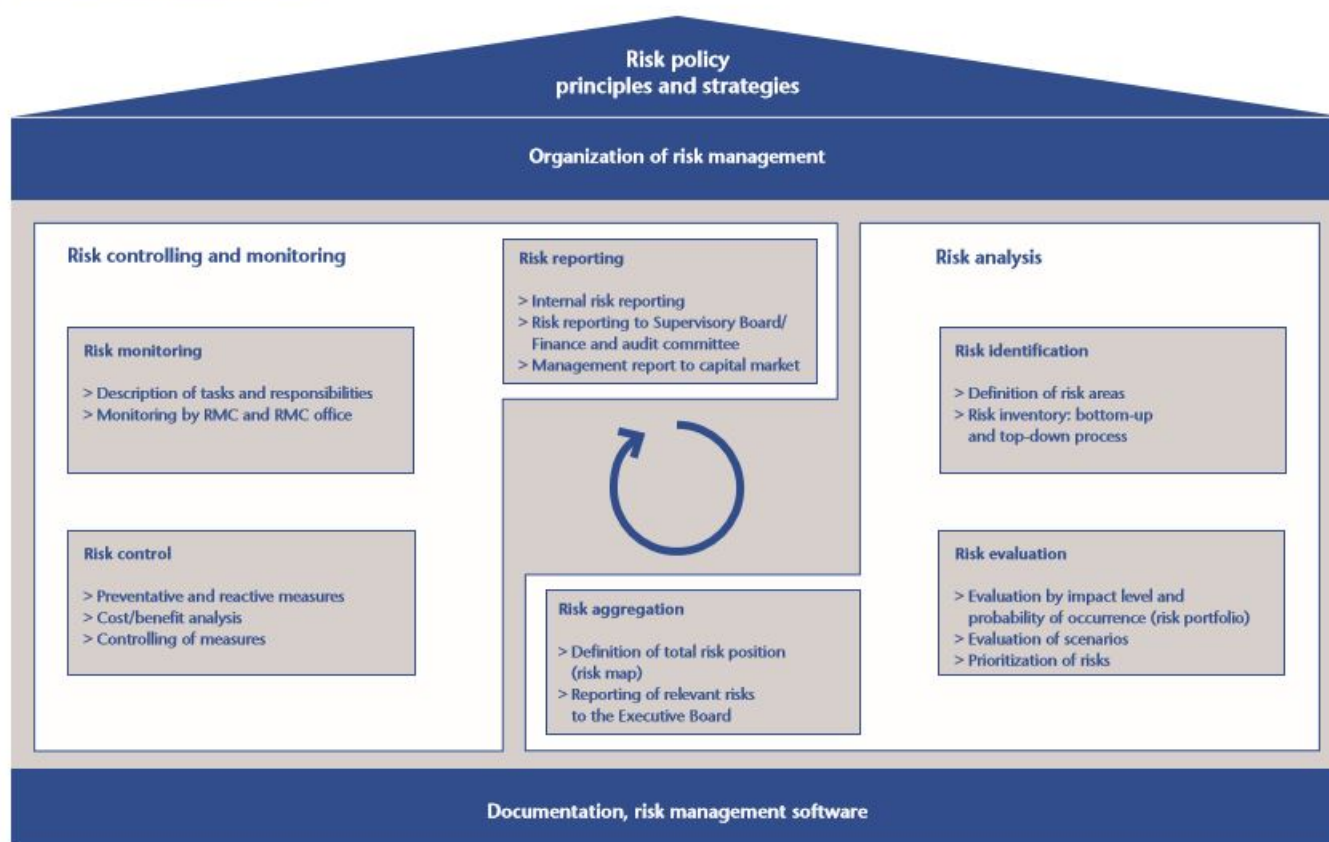 Risk policy
principles and strategies
Organization of risk management
Risk controlling and monitoring
Risk monitoring
> Description of tasks and responsibilities
> Monitoring by RMC and RMC office
Risk control
> Preventative and reactive measures
> Cost/benefit analysis
> Controlling of measures
Risk reporting
> Internal risk reporting
> Risk reporting to Supervisory Board/
Finance and audit committee
> Management report to capital market
Risk analysis
Risk identification
> Definition of risk areas
> Risk inventory: bottom-up
and top-down process
Risk evaluation
> Evaluation by impact level and
probability of occurrence (risk portfolio)
> Evaluation of scenarios
> Prioritization of risks
Risk aggregation
> Definition of total risk position
(risk map)
> Reporting of relevant risks
to the Executive Board
Documentation, risk management software